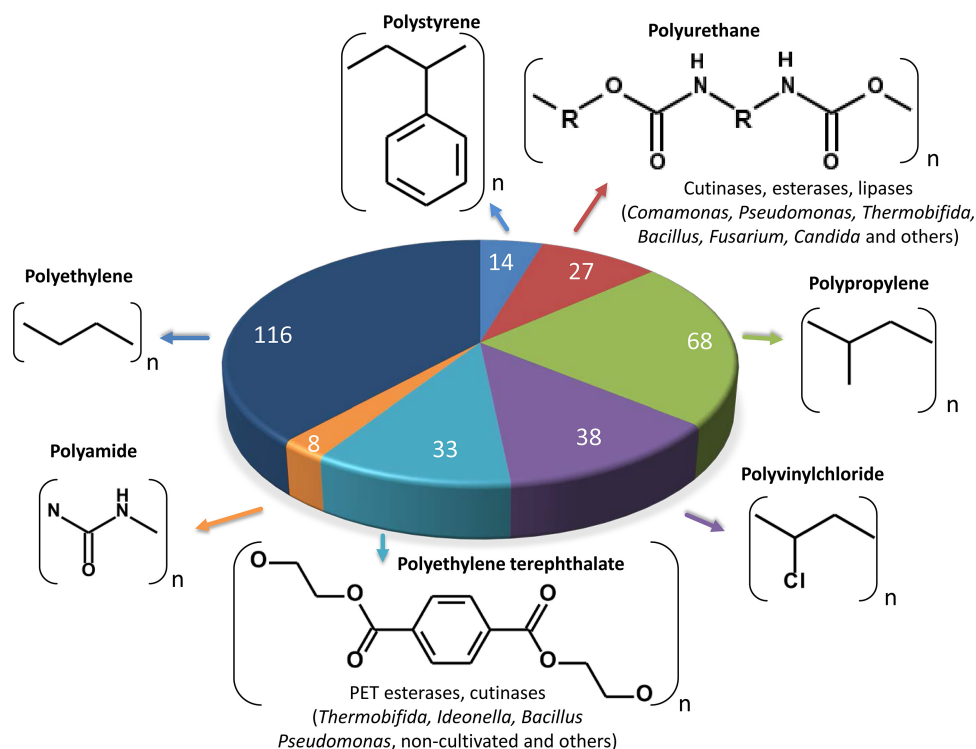 Polystyrene
n
Polyurethane
H
H
O
N
N
O
R
R
O
O
n
Cutinases, esterases, lipases
(Comamonas, Pseudomonas, Thermobifida,
Bacillus, Fusarium, Candida and others)
14
27
Polyethylene
n
116
68
Polypropylene
n
8
33
38
Polyamide
H
N
N
O
n
Polyvinylchloride
Cl
n
Polyethylene terephthalate
O
O
O
O
O
O
n
PET esterases, cutinases
(Thermobifida, Ideonella, Bacillus
Pseudomonas, non-cultivated and others)